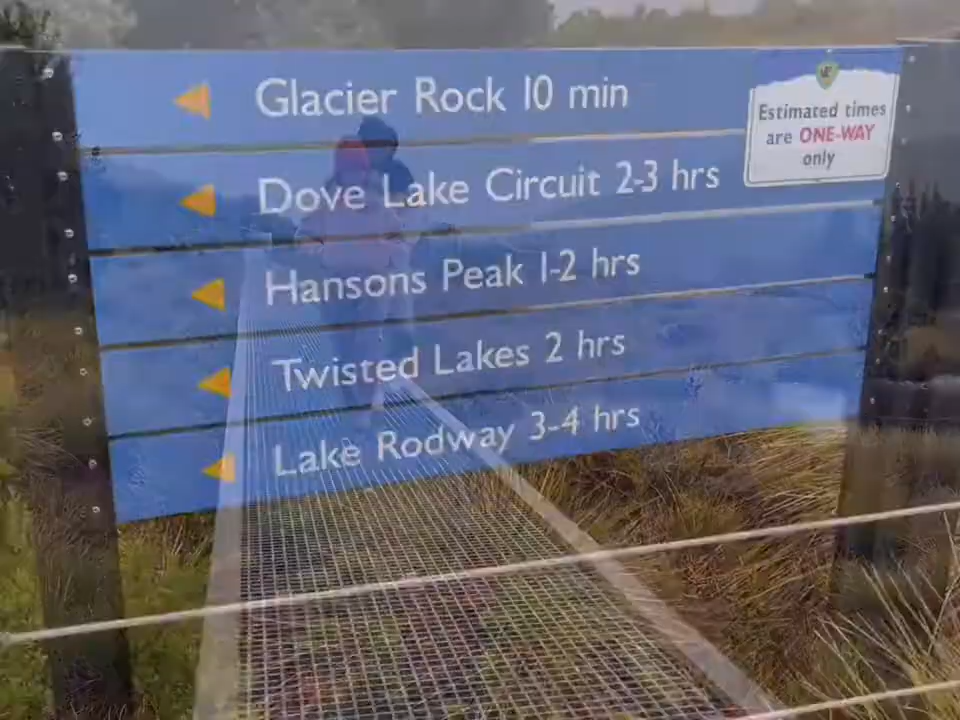 Glacier Rock 10 min
Dove Lake Circuit 2-3 hrs
Hansons Peak 1-2 hrs
Twisted Lakes 2 hrs
Lake Rodway 3-4 hrs
Estimated times
are ONE-WAY
only